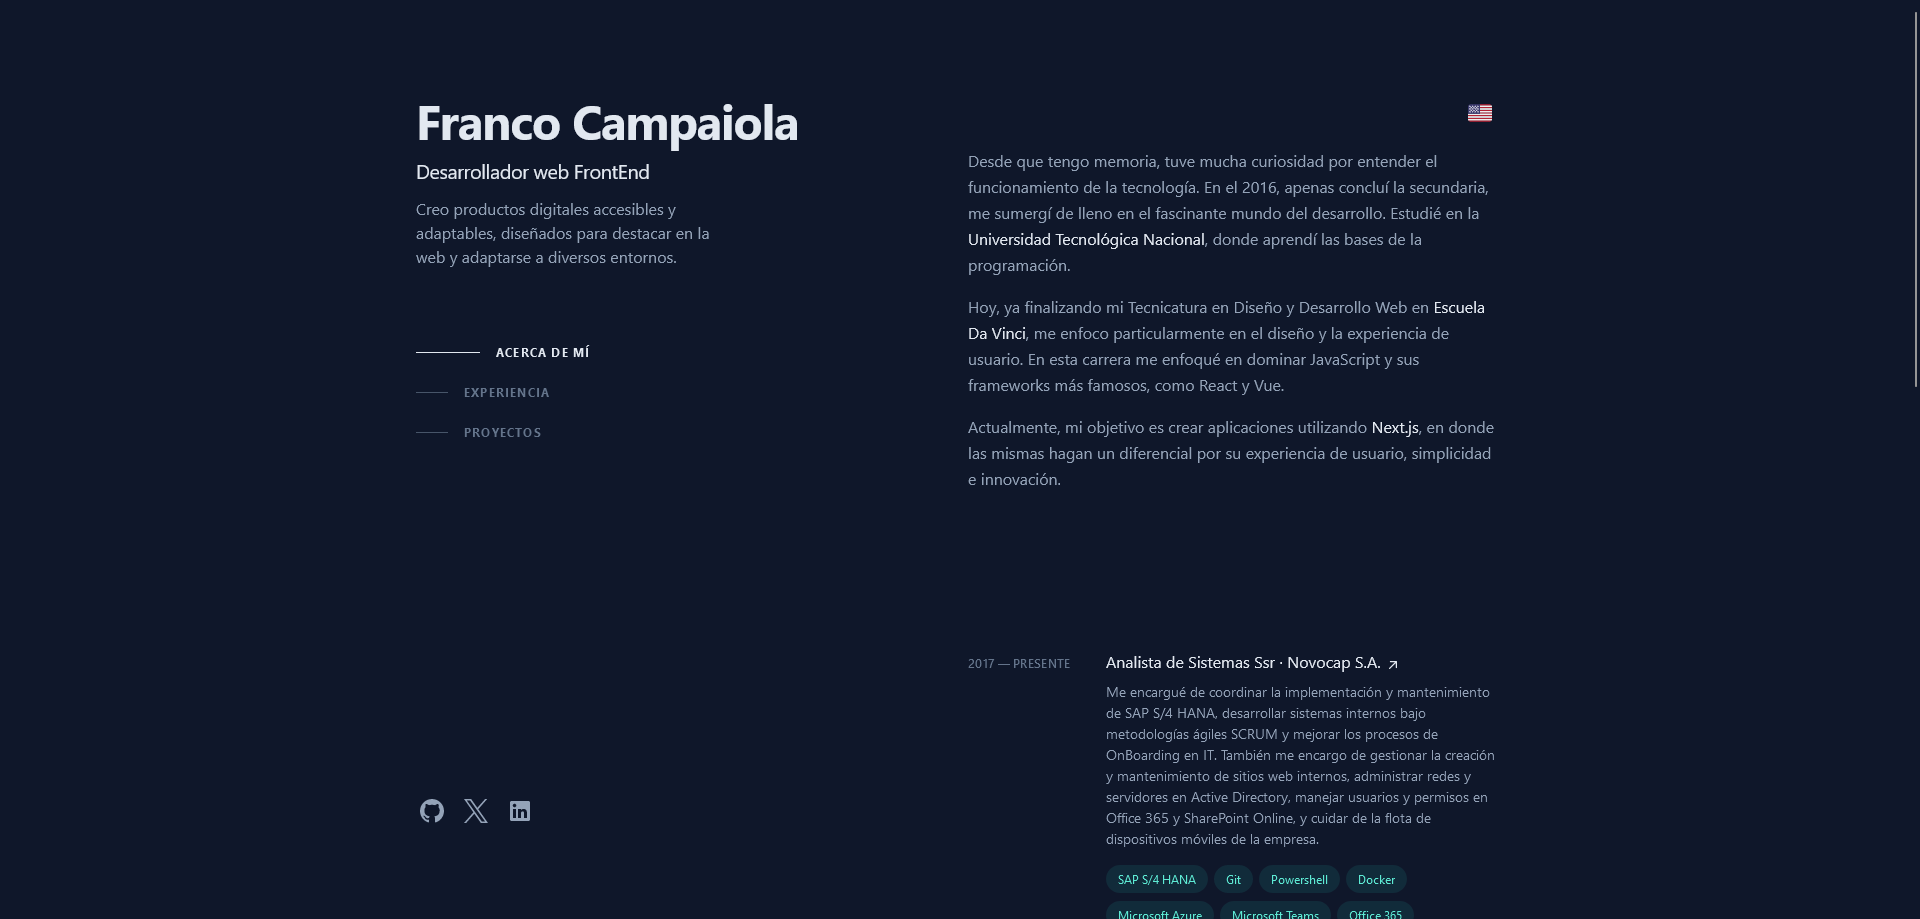 Franco Campaiola
Desarrollador web FrontEnd
Creo productos digitales accesibles y
adaptables, diseñados para destacar en la
web y adaptarse a diversos entornos.
ACERCA DE MÍ
EXPERIENCIA
PROYECTOS
Desde que tengo memoria, tuve mucha curiosidad por entender el
funcionamiento de la tecnología. En el 2016, apenas concluí la secundaria,
me sumergí de lleno en el fascinante mundo del desarrollo. Estudié en la
Universidad Tecnológica Nacional, donde aprendí las bases de la
programación.
Hoy, ya finalizando mi Tecnicatura en Diseño y Desarrollo Web en Escuela
Da Vinci, me enfoco particularmente en el diseño y la experiencia de
usuario. En esta carrera me enfoqué en dominar JavaScript y sus
frameworks más famosos, como React y Vue.
Actualmente, mi objetivo es crear aplicaciones utilizando Next.js, en donde
las mismas hagan un diferencial por su experiencia de usuario, simplicidad
e innovación.
2017 — PRESENTE
Analista de Sistemas Ssr · Novocap S.A.
Me encargué de coordinar la implementación y mantenimiento
de SAP S/4 HANA, desarrollar sistemas internos bajo
metodologías ágiles SCRUM y mejorar los procesos de
OnBoarding en IT. También me encargo de gestionar la creación
y mantenimiento de sitios web internos, administrar redes y
servidores en Active Directory, manejar usuarios y permisos en
Office 365 y SharePoint Online, y cuidar de la flota de
dispositivos móviles de la empresa.
SAP S/4 HANA Git Powershell Docker
Microsoft Azure Microsoft Teams Office 365